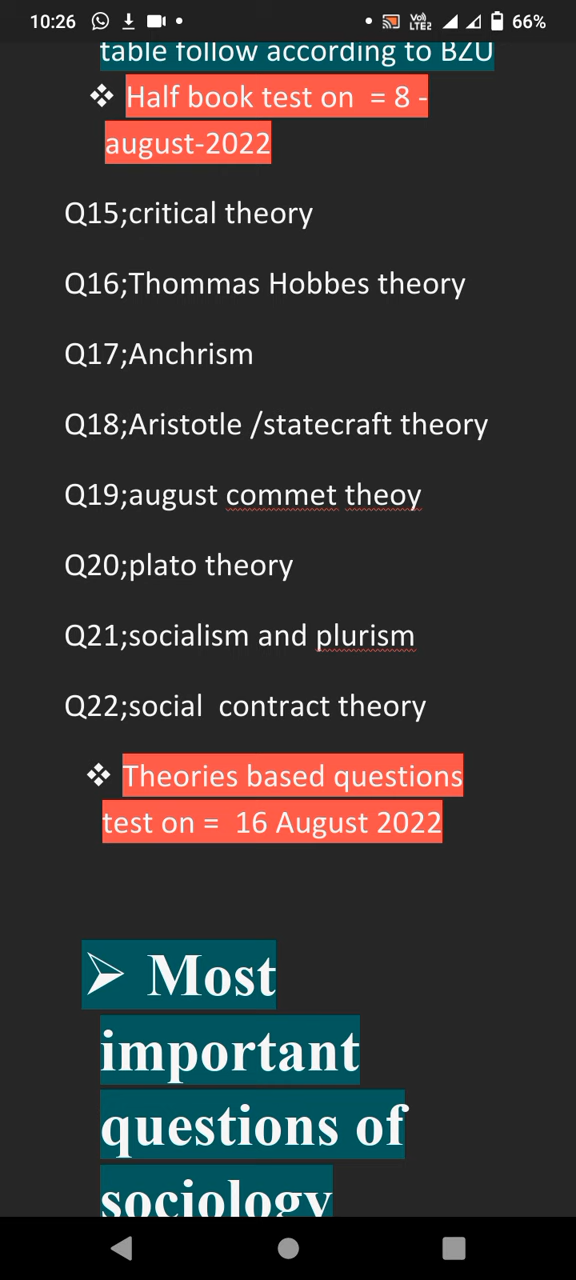 10:26 Vo) LTE2 66%
table follow according to BZU
❖ Half book test on = 8 -
august-2022
Q15;critical theory
Q16;Thommas Hobbes theory
Q17;Anchrism
Q18;Aristotle /statecraft theory
Q19;august commet theoy
Q20;plato theory
Q21;socialism and plurism
Q22;social contract theory
❖ Theories based questions
test on = 16 August 2022
➢ Most
important
questions of
sociology